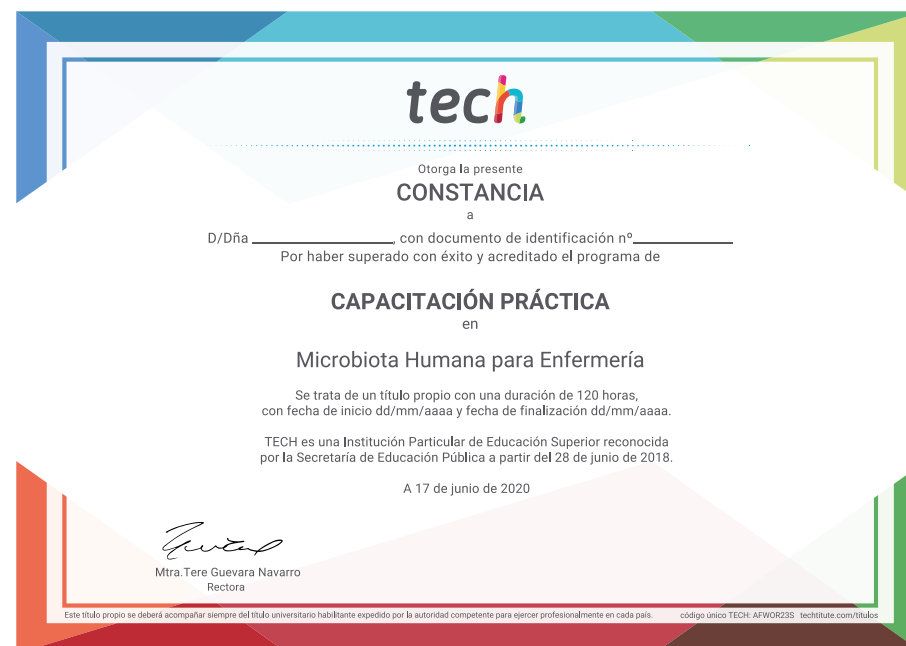 tech
Otorga la presente
CONSTANCIA
a
D/Dña ____________________, con documento de identificación nº______________
Por haber superado con éxito y acreditado el programa de
CAPACITACIÓN PRÁCTICA
en
Microbiota Humana para Enfermería
Se trata de un título propio con una duración de 120 horas,
con fecha de inicio dd/mm/aaaa y fecha de finalización dd/mm/aaaa.
TECH es una Institución Particular de Educación Superior reconocida
por la Secretaría de Educación Pública a partir del 28 de junio de 2018.
A 17 de junio de 2020
Mtra.Tere Guevara Navarro
Rectora
Este título propio se deberá acompañar siempre del título universitario habilitante expedido por la autoridad competente para ejercer profesionalmente en cada país. código único TECH: AFWOR23S techtitute.com/titulos